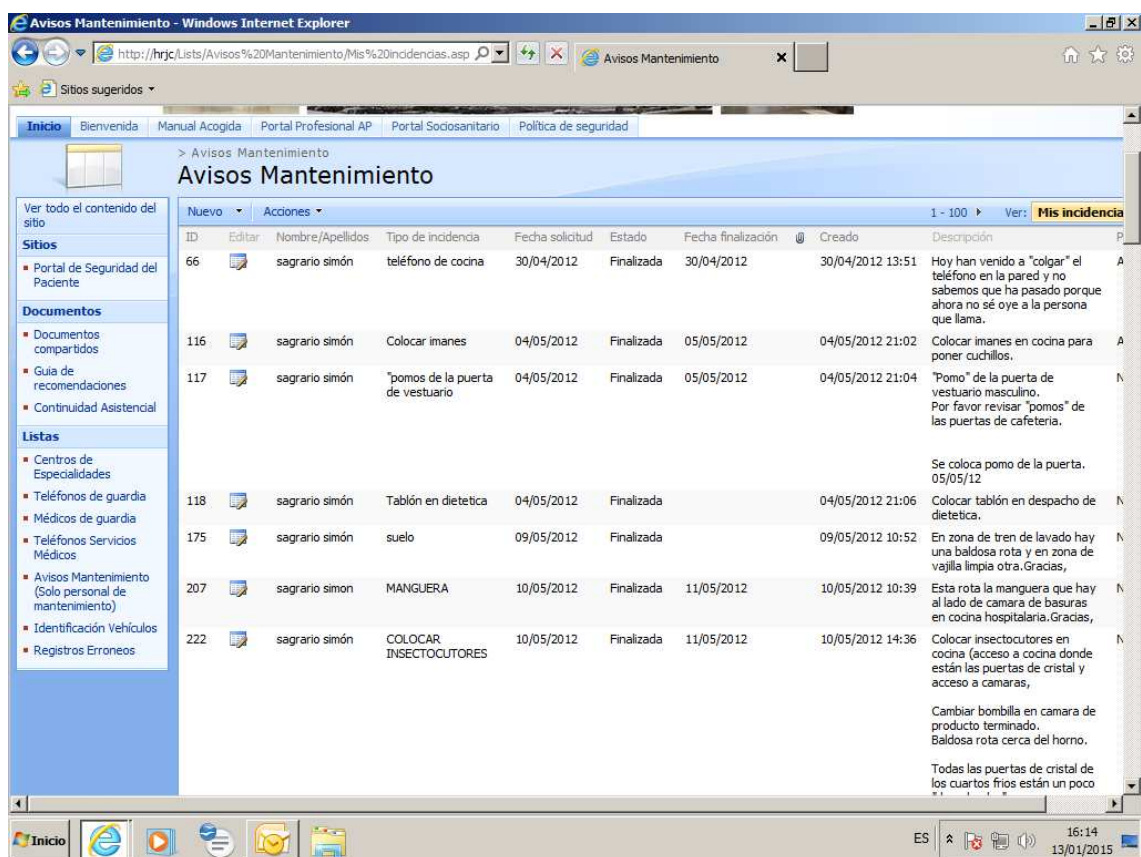 Avisos Mantenimiento - Windows Internet Explorer
http://hrjc/Lists/Avisos%20Mantenimiento/Mis%20incidencias.asp
Avisos Mantenimiento
Sitios sugeridos
Inicio Bienvenida Manual Acogida Portal Profesional AP Portal Sociosanitario Política de seguridad
> Avisos Mantenimiento
Avisos Mantenimiento
Ver todo el contenido del
sitio
Sitios
Portal de Seguridad del
Paciente
Documentos
Documentos
compartidos
Guia de
recomendaciones
Continuidad Asistencial
Listas
Centros de
Especialidades
Teléfonos de guardia
Médicos de guardia
Teléfonos Servicios
Médicos
Avisos Mantenimiento
(Solo personal de
mantenimiento)
Identificación Vehículos
Registros Erroneos
Nuevo Acciones 1 - 100 Ver: Mis incidencia
ID Editar Nombre/Apellidos Tipo de incidencia Fecha solicitud Estado Fecha finalización Creado Descripción P
66 sagrario simón teléfono de cocina 30/04/2012 Finalizada 30/04/2012 30/04/2012 13:51 Hoy han venido a "colgar" el A
teléfono en la pared y no
sabemos que ha pasado porque
ahora no sé oye a la persona
que llama.
116 sagrario simón Colocar imanes 04/05/2012 Finalizada 05/05/2012 04/05/2012 21:02 Colocar imanes en cocina para A
poner cuchillos.
117 sagrario simón "pomos de la puerta 04/05/2012 Finalizada 05/05/2012 04/05/2012 21:04 "Pomo" de la puerta de N
de vestuario vestuario masculino.
Por favor revisar "pomos" de
las puertas de cafeteria.
Se coloca pomo de la puerta.
05/05/12
118 sagrario simón Tablón en dietetica 04/05/2012 Finalizada 04/05/2012 21:06 Colocar tablón en despacho de N
dietetica.
175 sagrario simón suelo 09/05/2012 Finalizada 09/05/2012 10:52 En zona de tren de lavado hay N
una baldosa rota y en zona de
vajilla limpia otra.Gracias,
207 sagrario simon MANGUERA 10/05/2012 Finalizada 11/05/2012 10/05/2012 10:39 Esta rota la manguera que hay N
al lado de camara de basuras
en cocina hospitalaria.Gracias,
222 sagrario simón COLOCAR 10/05/2012 Finalizada 11/05/2012 10/05/2012 14:36 Colocar insectocutores en N
INSECTOCUTORES cocina (acceso a cocina donde
están las puertas de cristal y
acceso a camaras,
Cambiar bombilla en camara de
producto terminado.
Baldosa rota cerca del horno.
Todas las puertas de cristal de
los cuartos frios están un poco
Inicio ES 16:14
13/01/2015